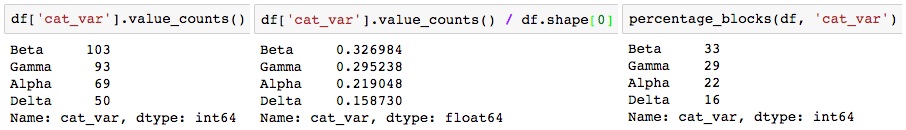 df['cat_var'].value_counts()
Beta 103
Gamma 93
Alpha 69
Delta 50
Name: cat_var, dtype: int64
df['cat_var'].value_counts() / df.shape[0]
Beta 0.326984
Gamma 0.295238
Alpha 0.219048
Delta 0.158730
Name: cat_var, dtype: float64
percentage_blocks(df, 'cat_var')
Beta 33
Gamma 29
Alpha 22
Delta 16
Name: cat_var, dtype: int64